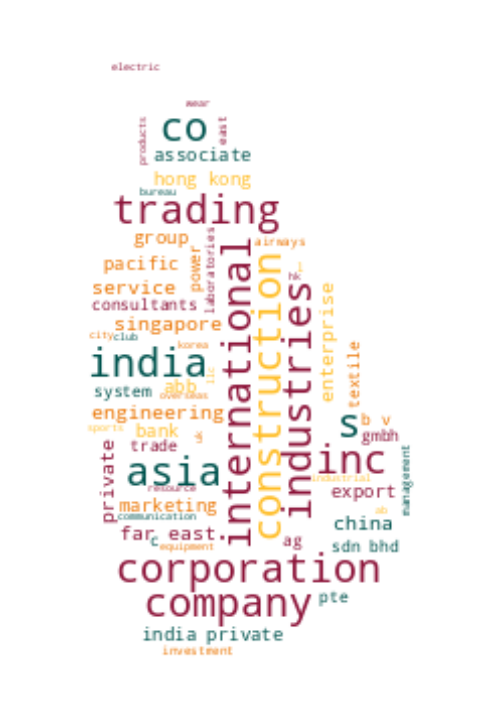 electric
wear
products
co
east
associate
hong kong
bureau
trading
group
airways
laboratories
power
pacific
hk
service
consultants
international
construction
industries
enterprise
singapore
city
club
korea
india
textile
llc
abb
system
overseas
engineering
s
b v
sports
bank
uk
gmbh
trade
private
inc
asia
management
industrial
resource
export
marketing
ab
communication
china
far east
c
ag
equipment
sdn bhd
corporation
company
pte
india private
investment